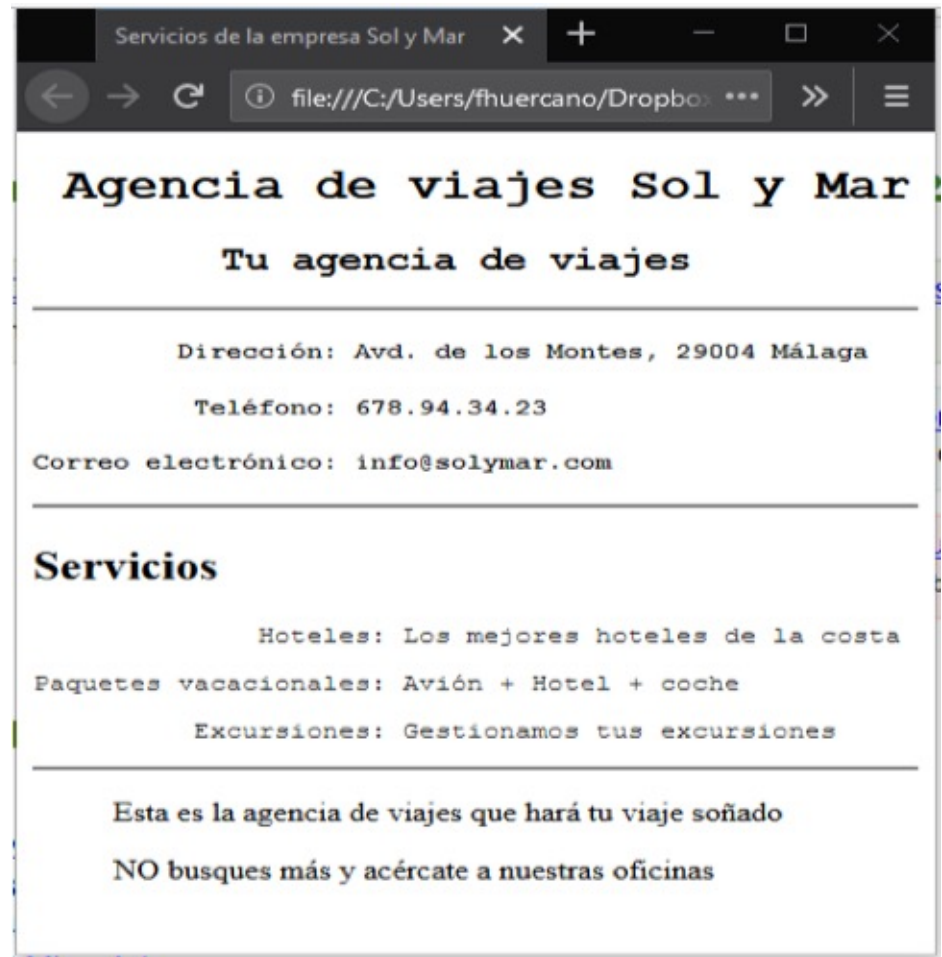 Servicios de la empresa Sol y Mar
file:///C:/Users/fhuercano/Dropbo
Agencia de viajes Sol y Mar
Tu agencia de viajes
Dirección: Avd. de los Montes, 29004 Málaga
Teléfono: 678.94.34.23
Correo electrónico: info@solymar.com
Servicios
Hoteles: Los mejores hoteles de la costa
Paquetes vacacionales: Avión + Hotel + coche
Excursiones: Gestionamos tus excursiones
Esta es la agencia de viajes que hará tu viaje soñado
NO busques más y acércate a nuestras oficinas